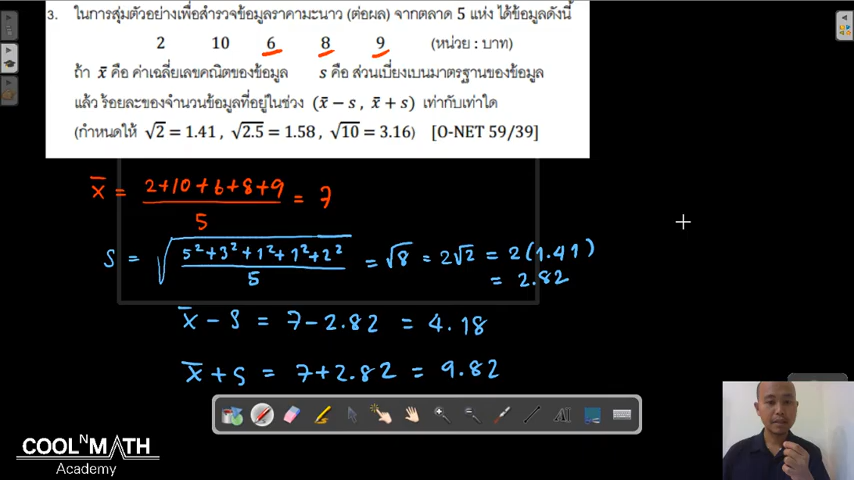 3. ในการสุ่มตัวอย่างเพื่อสำรวจข้อมูลราคามะนาว (ต่อผล) จากตลาด 5 แห่ง ได้ข้อมูลดังนี้
2 10 6 8 9 (หน่วย : บาท)
ถ้า x̄ คือ ค่าเฉลี่ยเลขคณิตของข้อมูล s คือ ส่วนเบี่ยงเบนมาตรฐานของข้อมูล
แล้ว ร้อยละของจำนวนข้อมูลที่อยู่ในช่วง (x̄ − s , x̄ + s) เท่ากับเท่าใด
(กำหนดให้ √2 = 1.41 , √2.5 = 1.58 , √10 = 3.16) [O-NET 59/39]
x̄ = (2+10+6+8+9)/5 = 7
S = √((5²+3²+1²+1²+2²)/5) = √8 = 2√2 = 2(1.41)
= 2.82
x̄ − S = 7 − 2.82 = 4.18
x̄ + S = 7 + 2.82 = 9.82
COOL N MATH
Academy